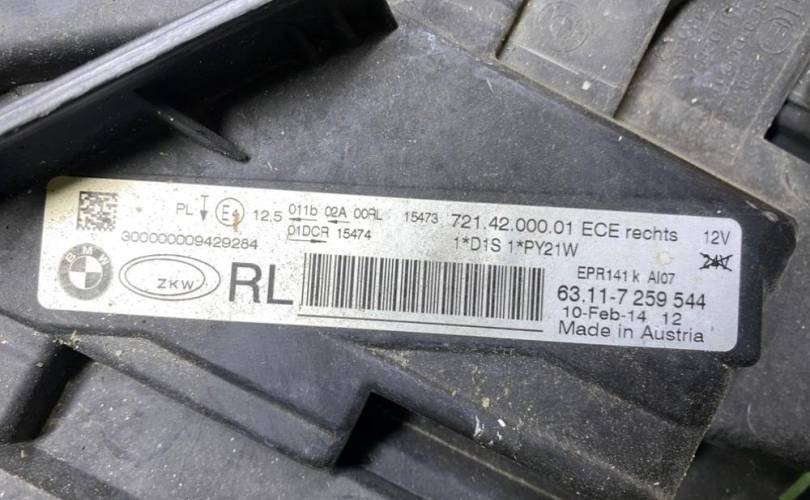 PL E1 12.5 011b 02A 00RL 15473 721.42.000.01 ECE rechts 12V
01DCR 15474 1*D1S 1*PY21W 24V
300000009429284
BMW ZKW RL
EPR141 k AI07
63.11-7 259 544
10-Feb-14 12
Made in Austria